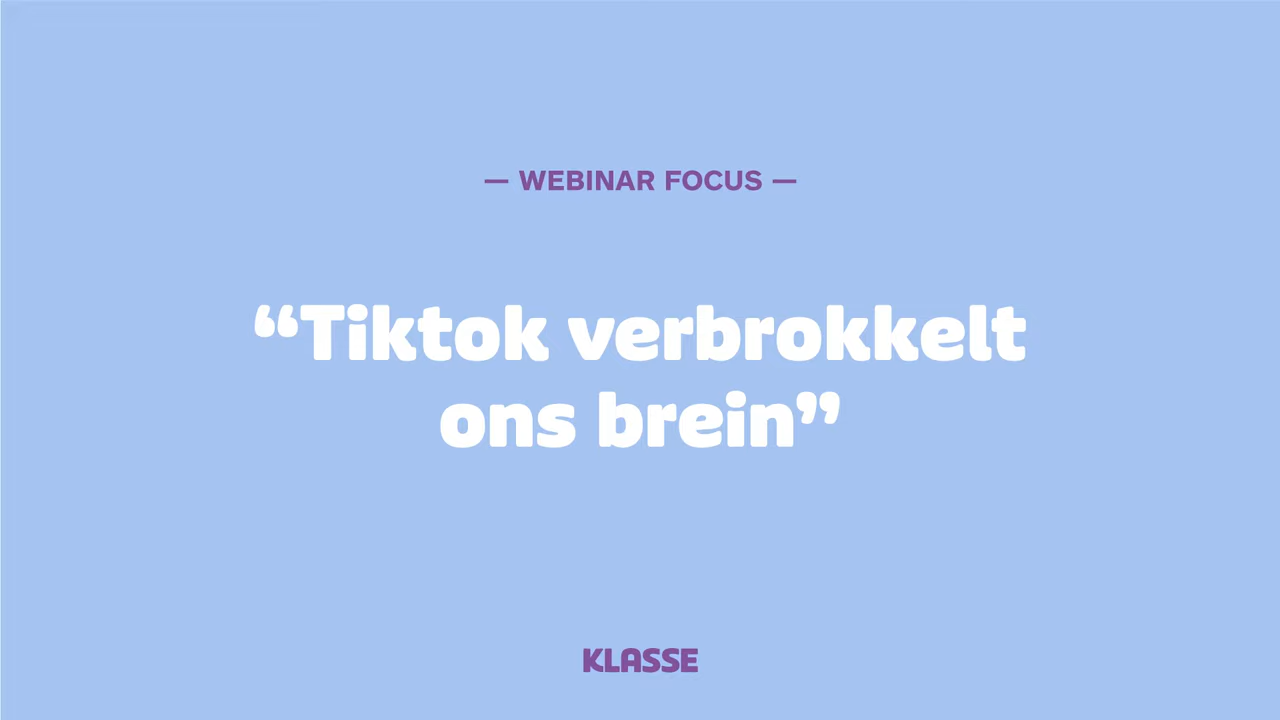 — WEBINAR FOCUS —
“Tiktok verbrokkelt
ons brein”
KLASSE